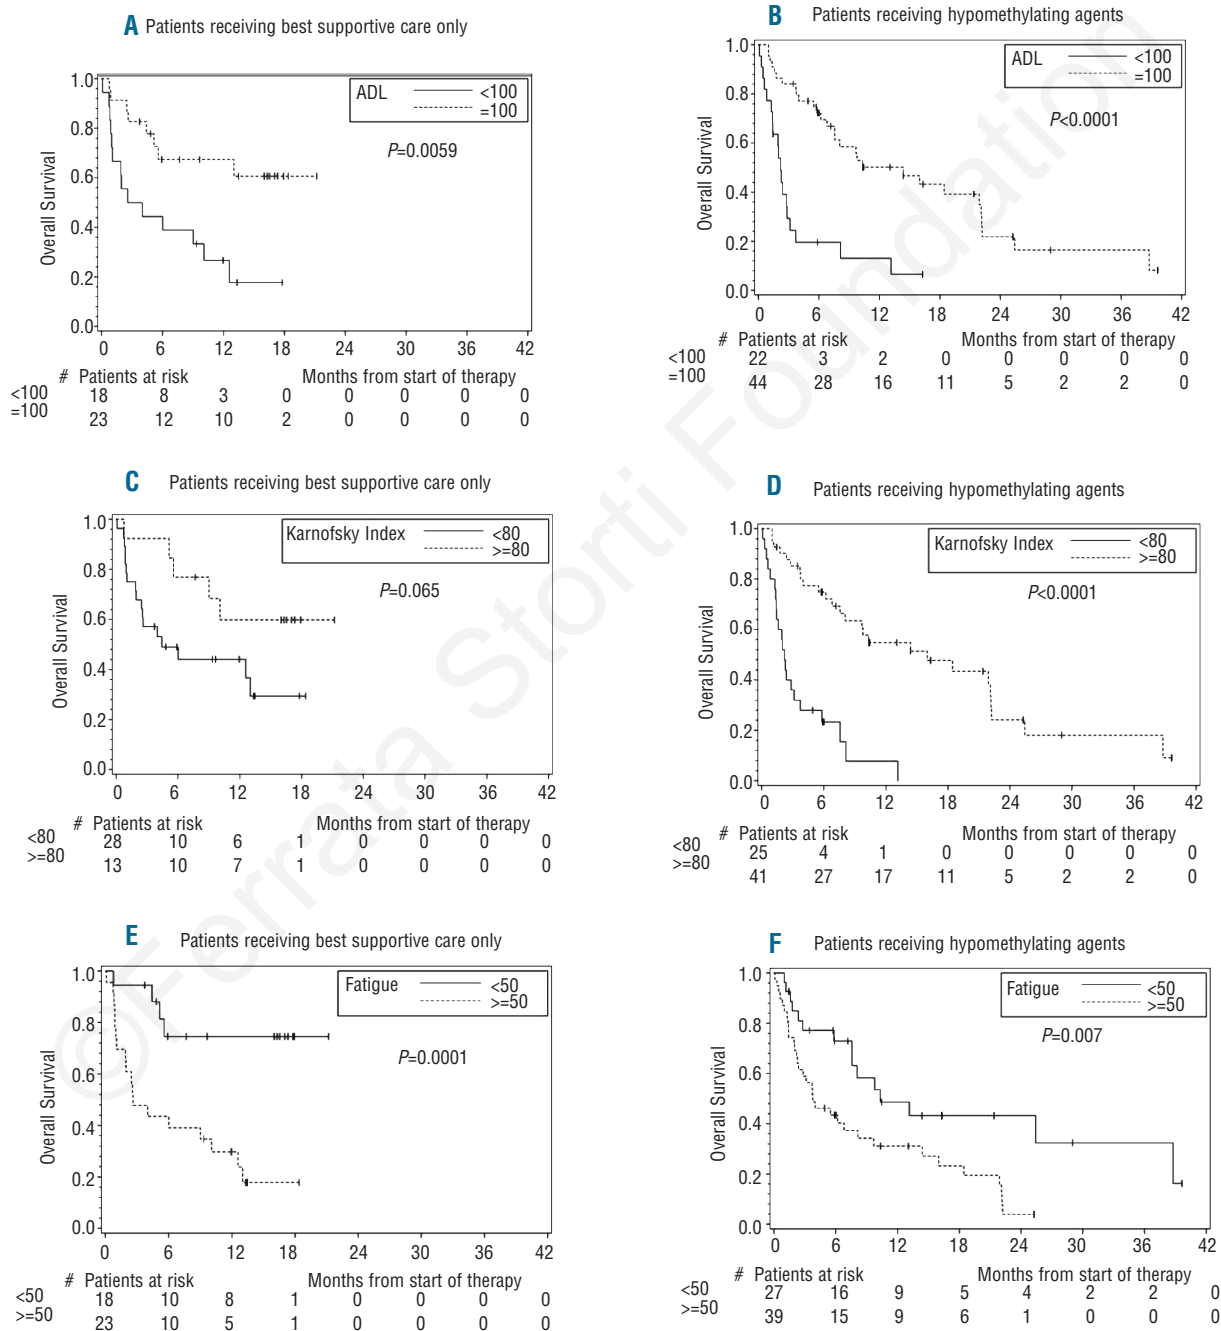 A Patients receiving best supportive care only
Overall Survival
1.0
0.8
0.6
0.4
0.2
0.0
ADL <100
=100
P=0.0059
0 6 12 18 24 30 36 42
# Patients at risk Months from start of therapy
<100 18 8 3 0 0 0 0 0
=100 23 12 10 2 0 0 0 0
B Patients receiving hypomethylating agents
Overall Survival
1.0
0.8
0.6
0.4
0.2
0.0
ADL <100
=100
P<0.0001
0 6 12 18 24 30 36 42
# Patients at risk Months from start of therapy
<100 22 3 2 0 0 0 0 0
=100 44 28 16 11 5 2 2 0
C Patients receiving best supportive care only
Overall Survival
1.0
0.8
0.6
0.4
0.2
0.0
Karnofsky Index <80
>=80
P=0.065
0 6 12 18 24 30 36 42
# Patients at risk Months from start of therapy
<80 28 10 6 1 0 0 0 0
>=80 13 10 7 1 0 0 0 0
D Patients receiving hypomethylating agents
Overall Survival
1.0
0.8
0.6
0.4
0.2
0.0
Karnofsky Index <80
>=80
P<0.0001
0 6 12 18 24 30 36 42
# Patients at risk Months from start of therapy
<80 25 4 1 0 0 0 0 0
>=80 41 27 17 11 5 2 2 0
E Patients receiving best supportive care only
Overall Survival
1.0
0.8
0.6
0.4
0.2
0.0
Fatigue <50
>=50
P=0.0001
0 6 12 18 24 30 36 42
# Patients at risk Months from start of therapy
<50 18 10 8 1 0 0 0 0
>=50 23 10 5 1 0 0 0 0
F Patients receiving hypomethylating agents
Overall Survival
1.0
0.8
0.6
0.4
0.2
0.0
Fatigue <50
>=50
P=0.007
0 6 12 18 24 30 36 42
# Patients at risk Months from start of therapy
<50 27 16 9 5 4 2 2 0
>=50 39 15 9 6 1 0 0 0
©Ferrata Storti Foundation